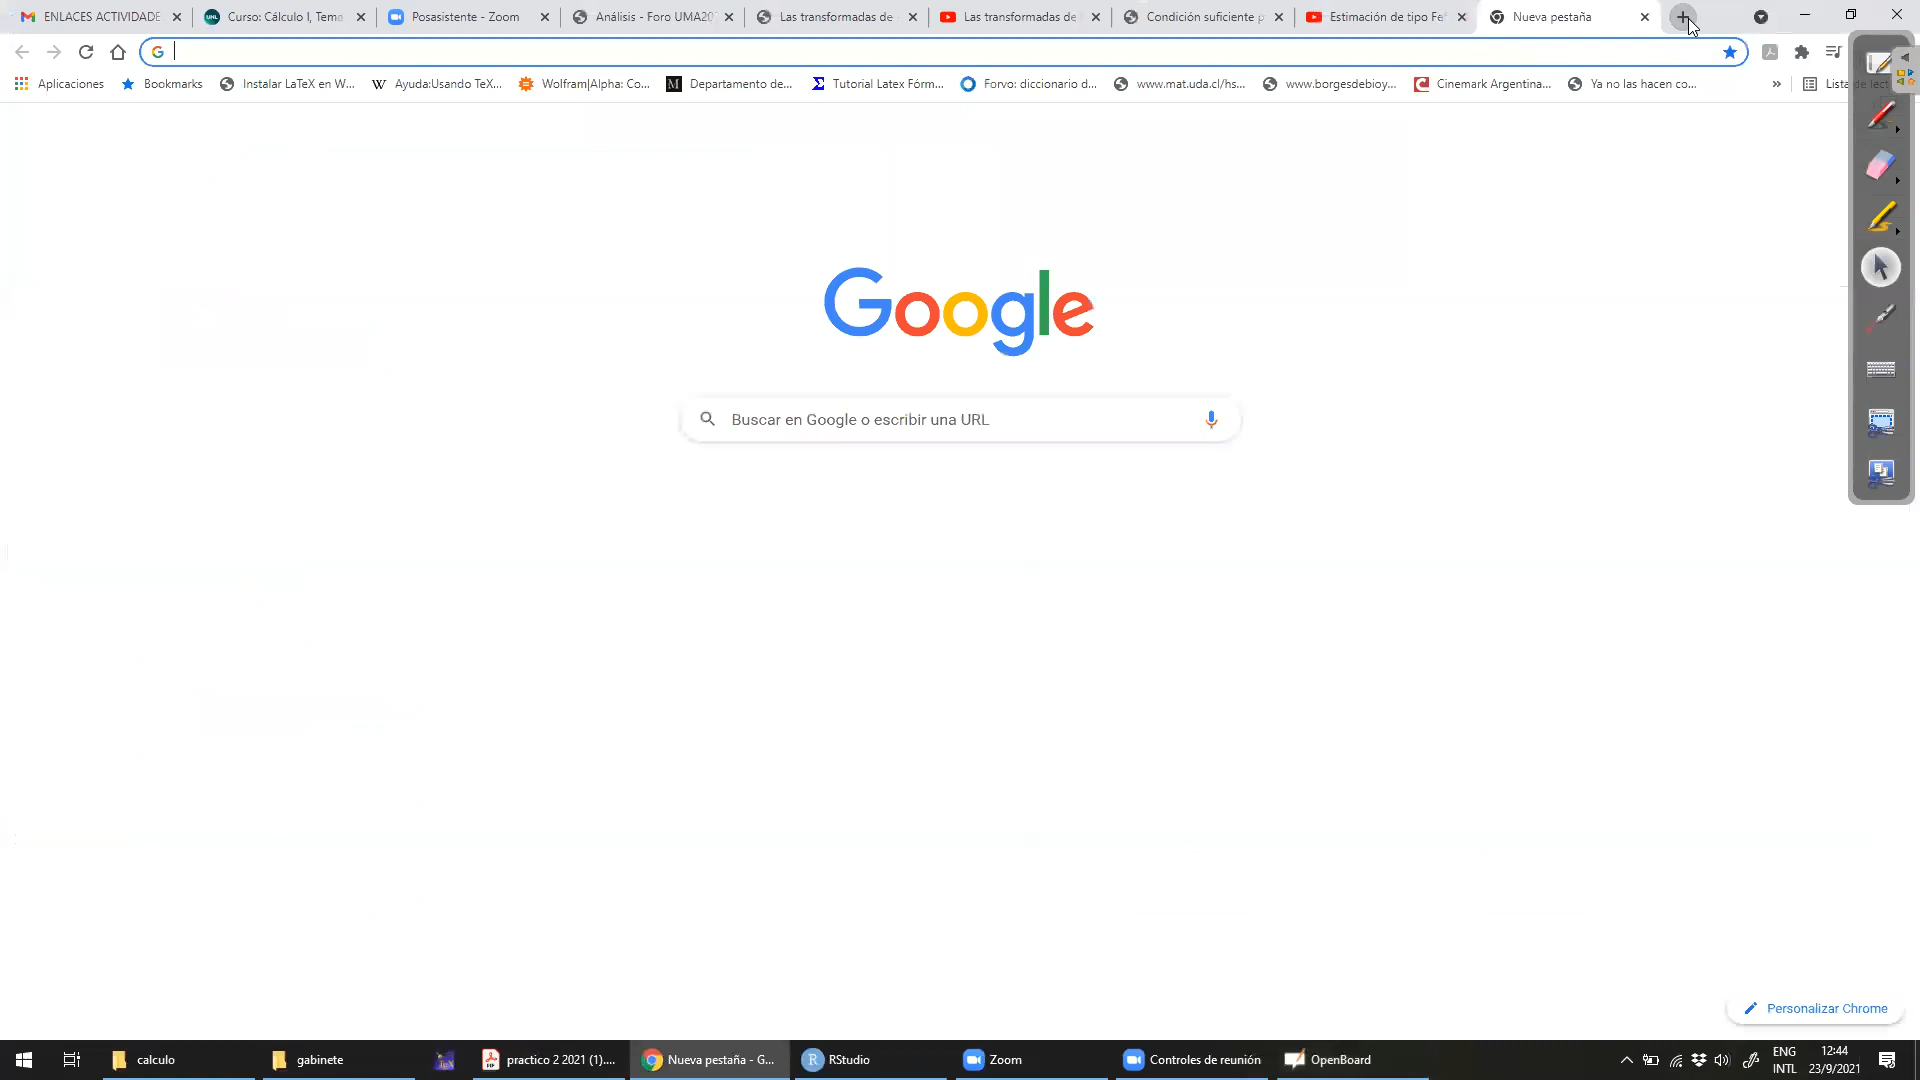 ENLACES ACTIVIDADE
Curso: Cálculo I, Tema
Posasistente - Zoom
Análisis - Foro UMA20
Las transformadas de
Las transformadas de
Condición suficiente p
Estimación de tipo Fef
Nueva pestaña
Aplicaciones
Bookmarks
Instalar LaTeX en W...
Ayuda:Usando TeX...
Wolfram|Alpha: Co...
Departamento de...
Tutorial Latex Fórm...
Forvo: diccionario d...
www.mat.uda.cl/hs...
www.borgesdebioy...
Cinemark Argentina...
Ya no las hacen co...
»
Lista de lect
Google
Buscar en Google o escribir una URL
Personalizar Chrome
calculo
gabinete
practico 2 2021 (1)....
Nueva pestaña - G...
RStudio
Zoom
Controles de reunión
OpenBoard
ENG
INTL
12:44
23/9/2021